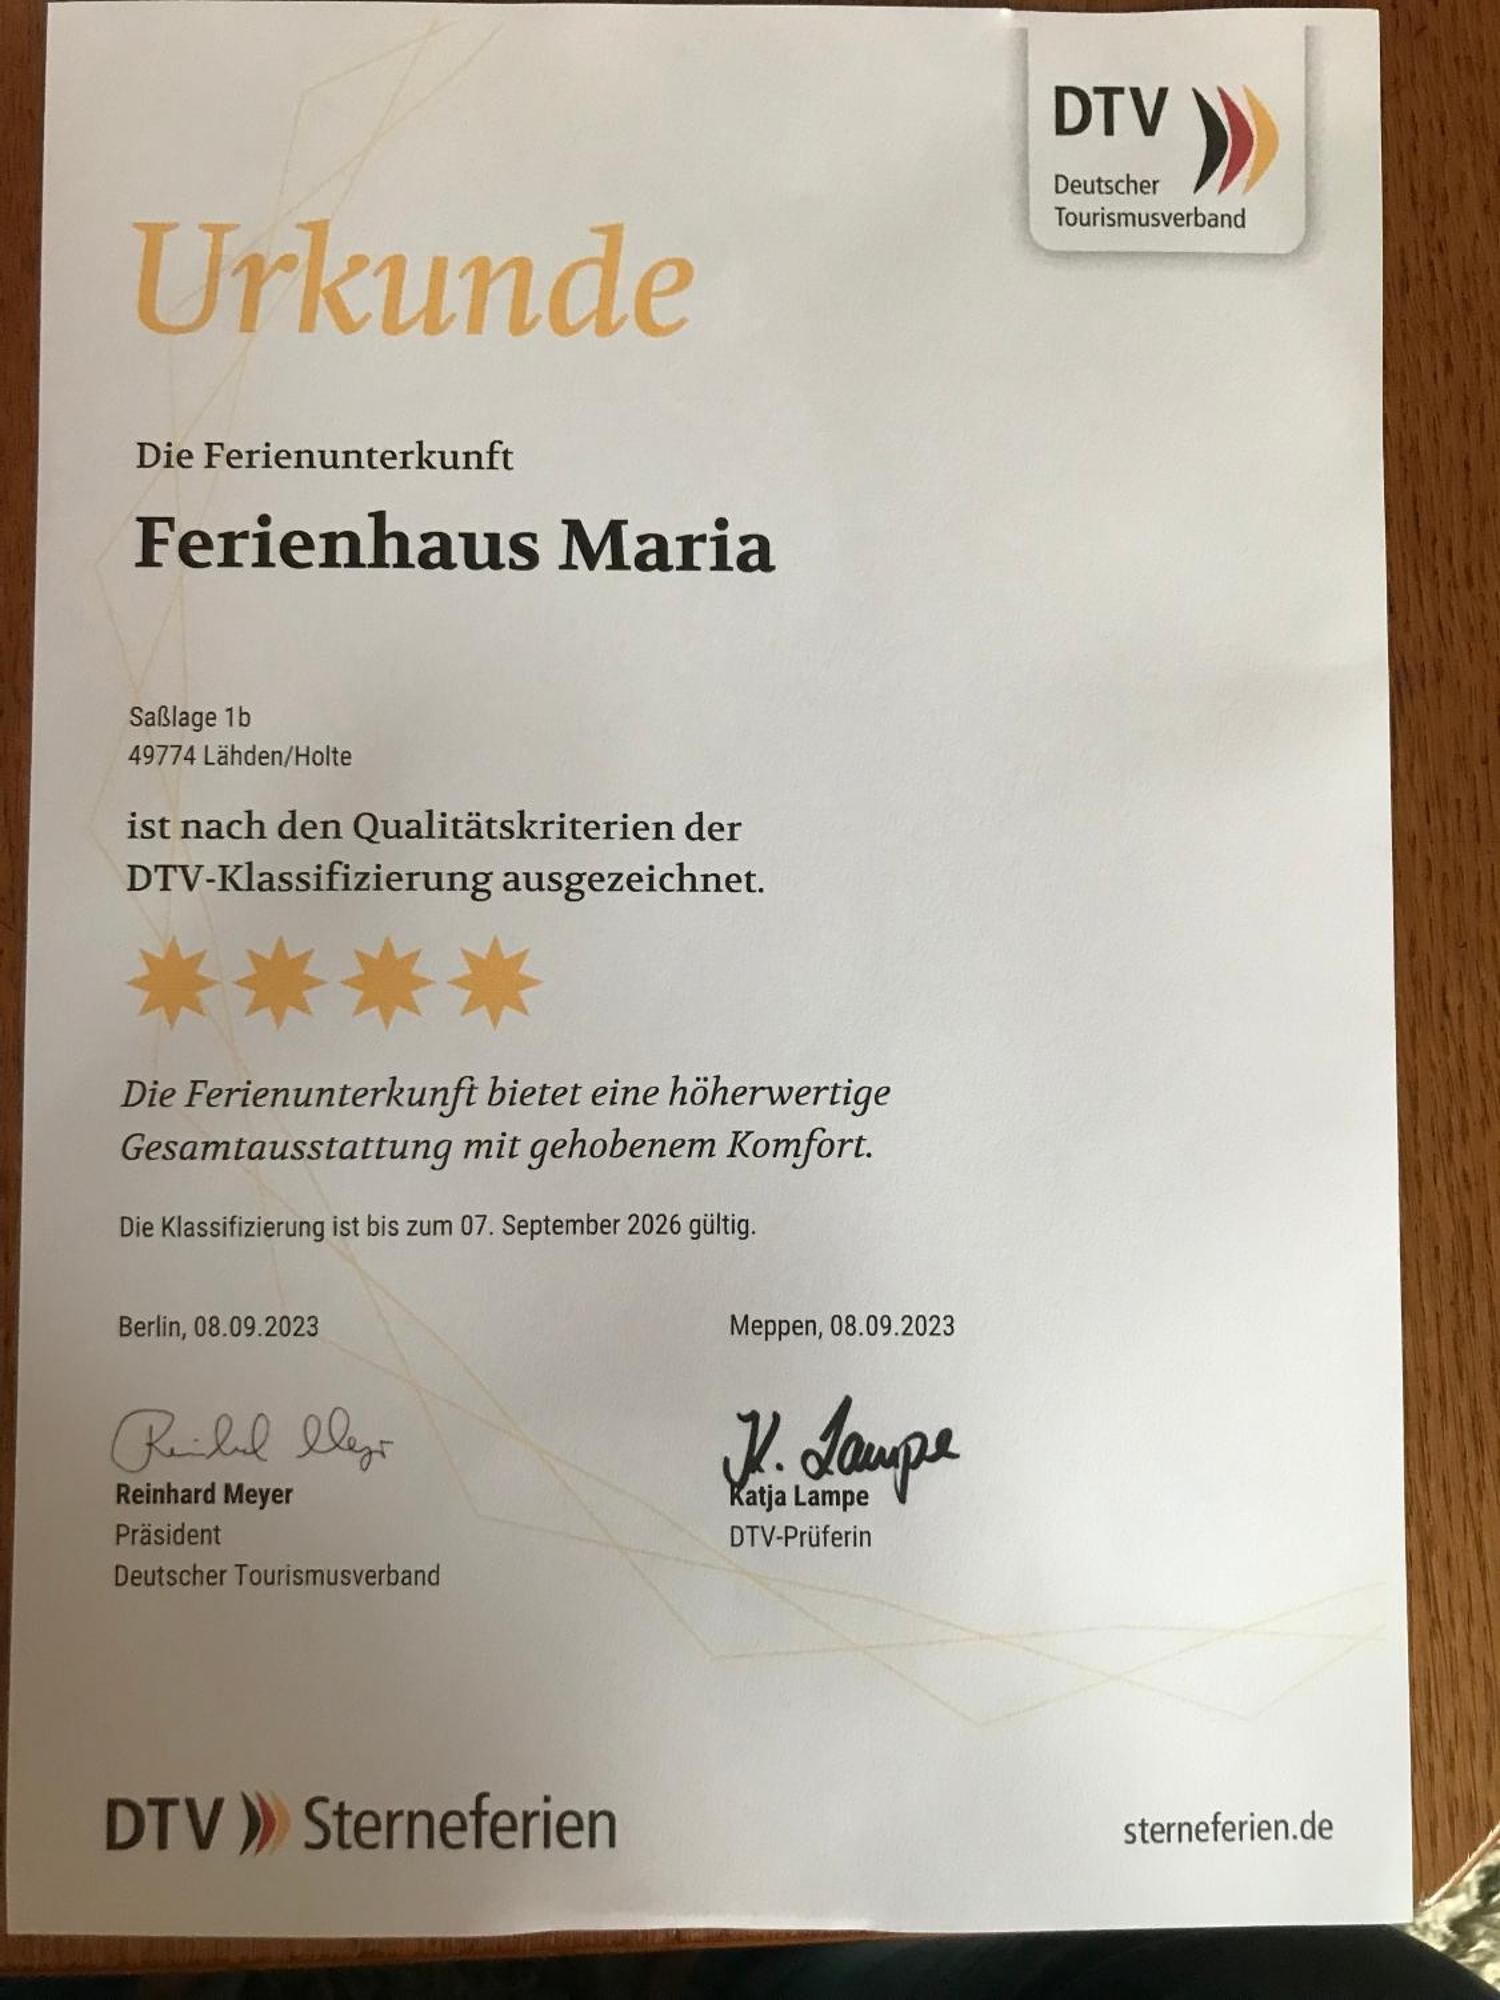 DTV
Deutscher
Tourismusverband
Urkunde
Die Ferienunterkunft
Ferienhaus Maria
Saßlage 1b
49774 Lähden/Holte
ist nach den Qualitätskriterien der
DTV-Klassifizierung ausgezeichnet.
Die Ferienunterkunft bietet eine höherwertige
Gesamtausstattung mit gehobenem Komfort.
Die Klassifizierung ist bis zum 07. September 2026 gültig.
Berlin, 08.09.2023
Reinhard Meyer
Reinhard Meyer
Präsident
Deutscher Tourismusverband
Meppen, 08.09.2023
K. Lampe
Katja Lampe
DTV-Prüferin
DTV Sterneferien
sterneferien.de